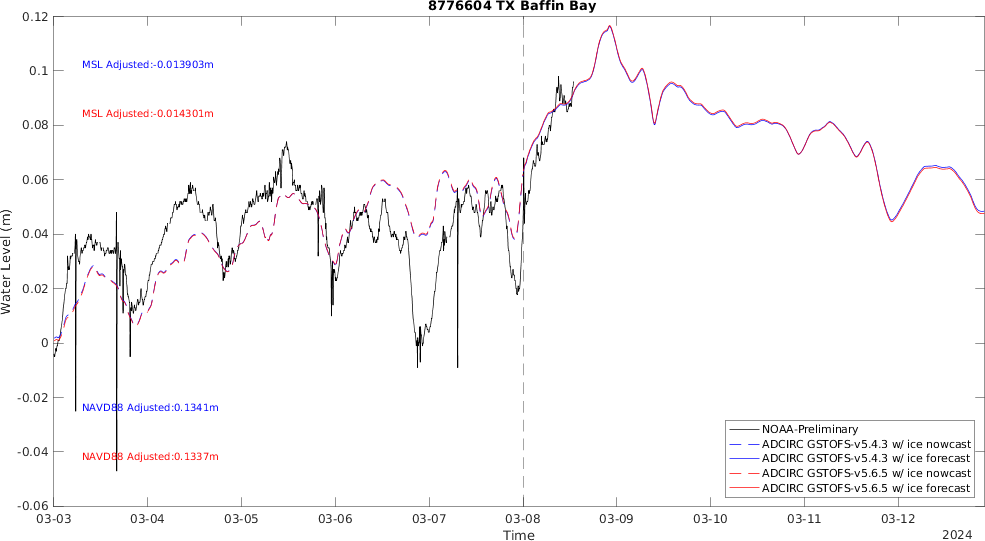 8776604 TX Baffin Bay
0.12
0.1
0.08
0.06
0.04
0.02
0
-0.02
-0.04
-0.06
Water Level (m)
MSL Adjusted:-0.013903m
MSL Adjusted:-0.014301m
NAVD88 Adjusted:0.1341m
NAVD88 Adjusted:0.1337m
NOAA-Preliminary
ADCIRC GSTOFS-v5.4.3 w/ ice nowcast
ADCIRC GSTOFS-v5.4.3 w/ ice forecast
ADCIRC GSTOFS-v5.6.5 w/ ice nowcast
ADCIRC GSTOFS-v5.6.5 w/ ice forecast
03-03 03-04 03-05 03-06 03-07 03-08 03-09 03-10 03-11 03-12
Time
2024